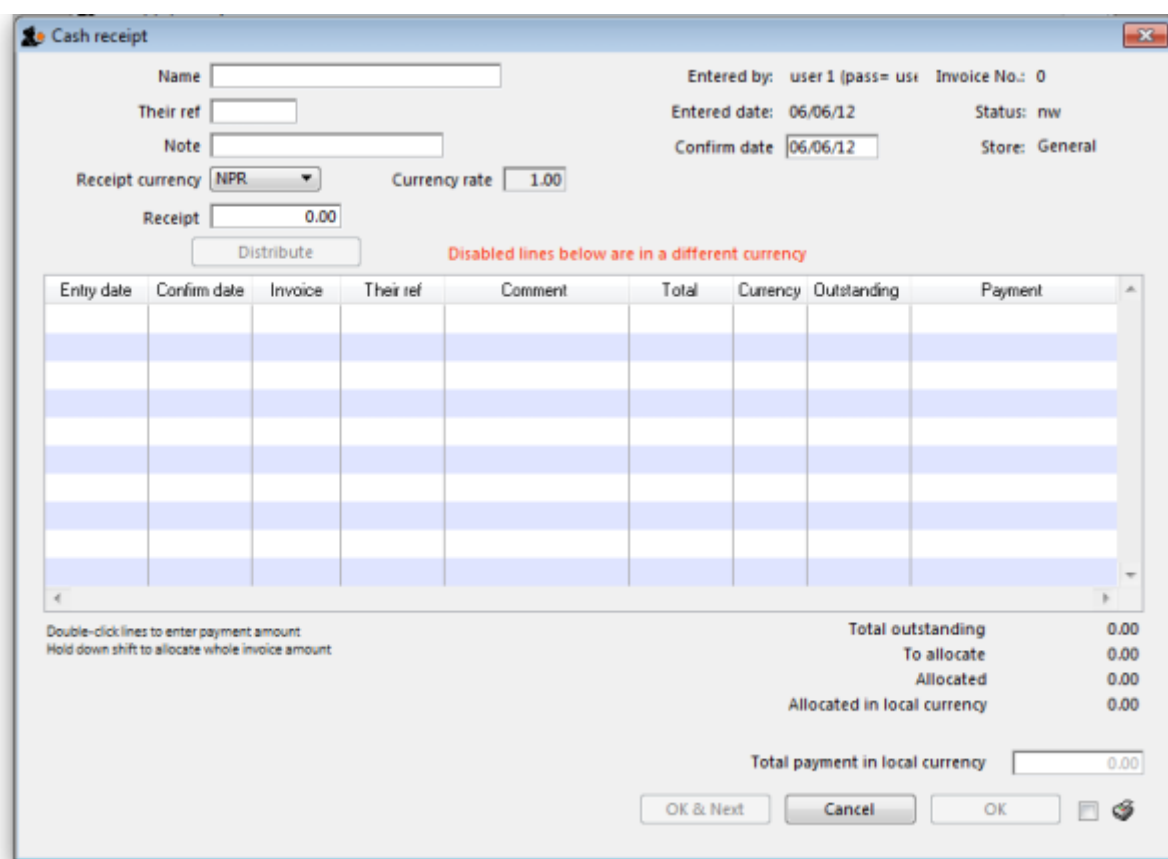 Cash receipt
Name Entered by: user 1 (pass= use Invoice No.: 0
Their ref Entered date: 06/06/12 Status: nw
Note Confirm date 06/06/12 Store: General
Receipt currency NPR Currency rate 1.00
Receipt 0.00
Distribute Disabled lines below are in a different currency
Entry date Confirm date Invoice Their ref Comment Total Currency Outstanding Payment
Double-click lines to enter payment amount
Hold down shift to allocate whole invoice amount
Total outstanding 0.00
To allocate 0.00
Allocated 0.00
Allocated in local currency 0.00
Total payment in local currency 0.00
OK & Next Cancel OK